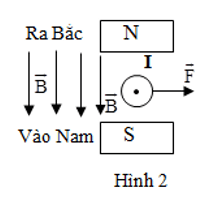 Ra Bắc N
I
B F
B
Vào Nam S
Hình 2